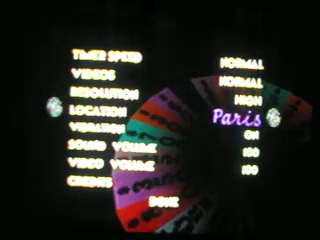 TIMER SPEED NORMAL
VIDEOS NORMAL
RESOLUTION HIGH
LOCATION Paris
VIBRATION ON
SOUND VOLUME 100
VIDEO VOLUME 100
CREDITS
DONE